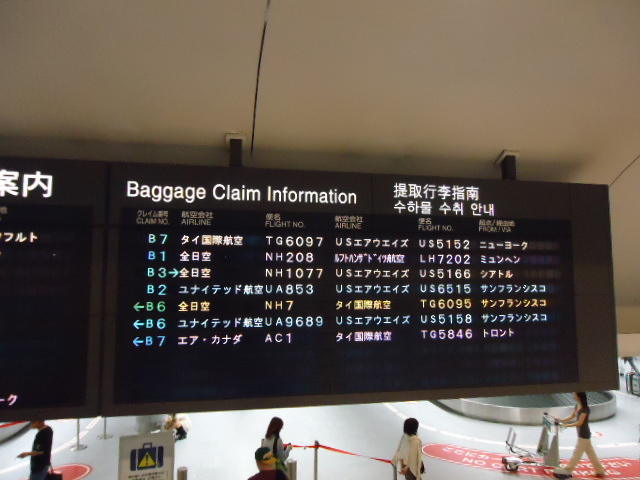 案内
Baggage Claim Information
提取行李指南
수하물 수취 안내
クレイム番号 航空会社 便名 航空会社 便名 起点/経由地
CLAIM NO. AIRLINE FLIGHT NO. AIRLINE FLIGHT NO. FROM/VIA
B7 タイ国際航空 TG6097 USエアウエイズ US5152 ニューヨーク
B1 全日空 NH208 ルフトハンザドイツ航空 LH7202 ミュンヘン
B3→ 全日空 NH1077 USエアウエイズ US5166 シアトル
B2 ユナイテッド航空 UA853 USエアウエイズ US6515 サンフランシスコ
←B6 全日空 NH7 タイ国際航空 TG6095 サンフランシスコ
←B6 ユナイテッド航空 UA9689 USエアウエイズ US5158 サンフランシスコ
←B7 エア・カナダ AC1 タイ国際航空 TG5846 トロント
フルト
ーク